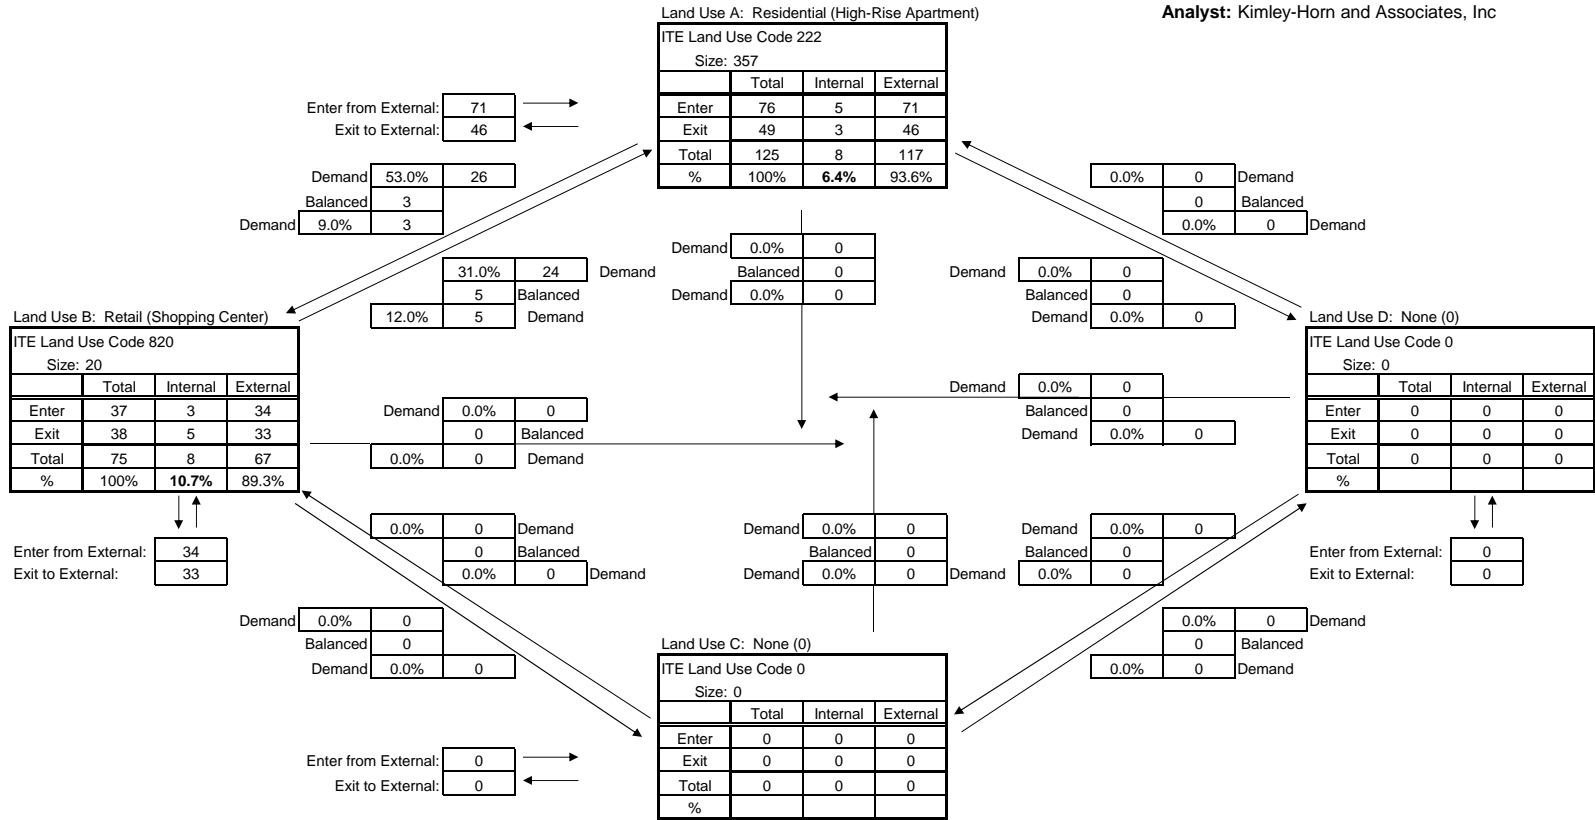 Land Use A: Residential (High-Rise Apartment)
Analyst: Kimley-Horn and Associates, Inc
ITE Land Use Code 222
Size: 357
Total Internal External
Enter 76 5 71
Exit 49 3 46
Total 125 8 117
% 100% 6.4% 93.6%
Enter from External: 71
Exit to External: 46
Demand 53.0% 26
Balanced 3
Demand 9.0% 3
0.0% 0 Demand
0 Balanced
0.0% 0 Demand
Demand 0.0% 0
Balanced 0
Demand 0.0% 0
31.0% 24 Demand
5 Balanced
12.0% 5 Demand
Demand 0.0% 0
Balanced 0
Demand 0.0% 0
Land Use B: Retail (Shopping Center)
ITE Land Use Code 820
Size: 20
Total Internal External
Enter 37 3 34
Exit 38 5 33
Total 75 8 67
% 100% 10.7% 89.3%
Land Use D: None (0)
ITE Land Use Code 0
Size: 0
Total Internal External
Enter 0 0 0
Exit 0 0 0
Total 0 0 0
%
Demand 0.0% 0
0 Balanced
0.0% 0 Demand
Demand 0.0% 0
Balanced 0
Demand 0.0% 0
Enter from External: 34
Exit to External: 33
0.0% 0 Demand
0 Balanced
0.0% 0 Demand
Demand 0.0% 0
Balanced 0
Demand 0.0% 0
Demand 0.0% 0
Balanced 0
Demand 0.0% 0
Enter from External: 0
Exit to External: 0
Demand 0.0% 0
Balanced 0
Demand 0.0% 0
0.0% 0 Demand
0 Balanced
0.0% 0 Demand
Land Use C: None (0)
ITE Land Use Code 0
Size: 0
Total Internal External
Enter 0 0 0
Exit 0 0 0
Total 0 0 0
%
Enter from External: 0
Exit to External: 0